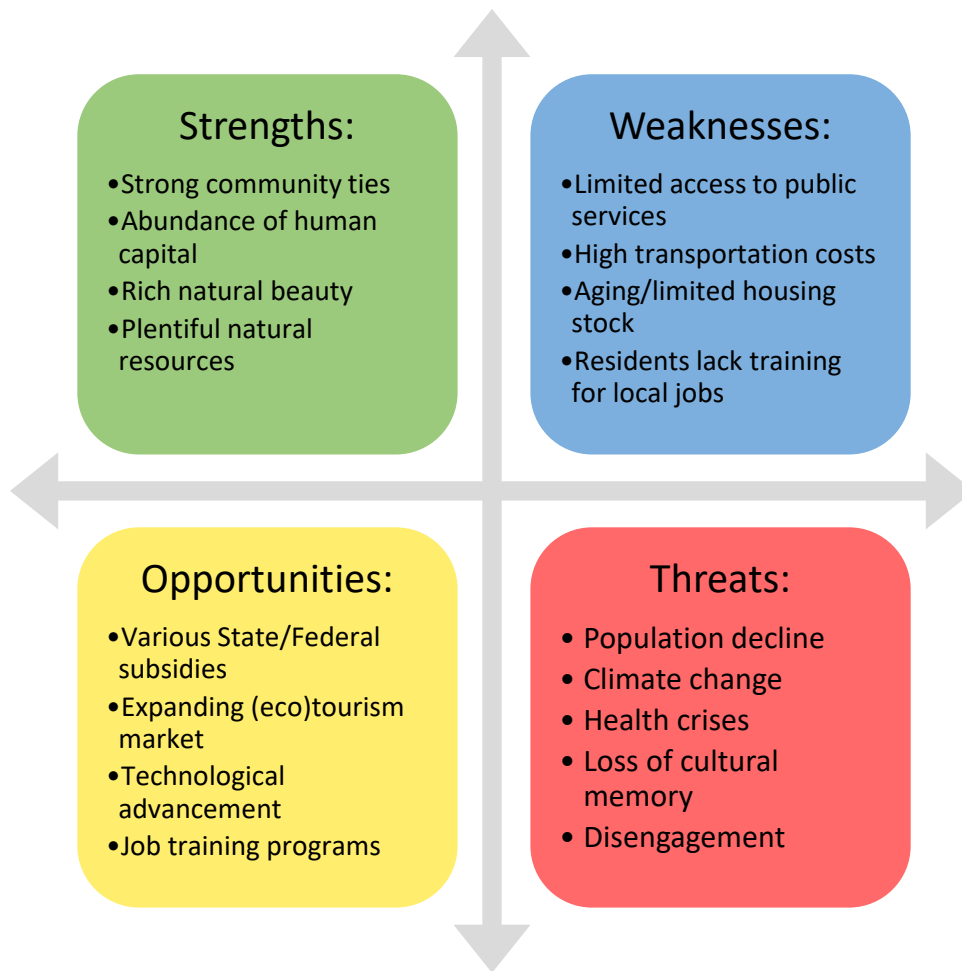 Strengths:
•Strong community ties
•Abundance of human
capital
•Rich natural beauty
•Plentiful natural
resources
Weaknesses:
•Limited access to public
services
•High transportation costs
•Aging/limited housing
stock
•Residents lack training
for local jobs
Opportunities:
•Various State/Federal
subsidies
•Expanding (eco)tourism
market
•Technological
advancement
•Job training programs
Threats:
• Population decline
• Climate change
• Health crises
• Loss of cultural
memory
• Disengagement